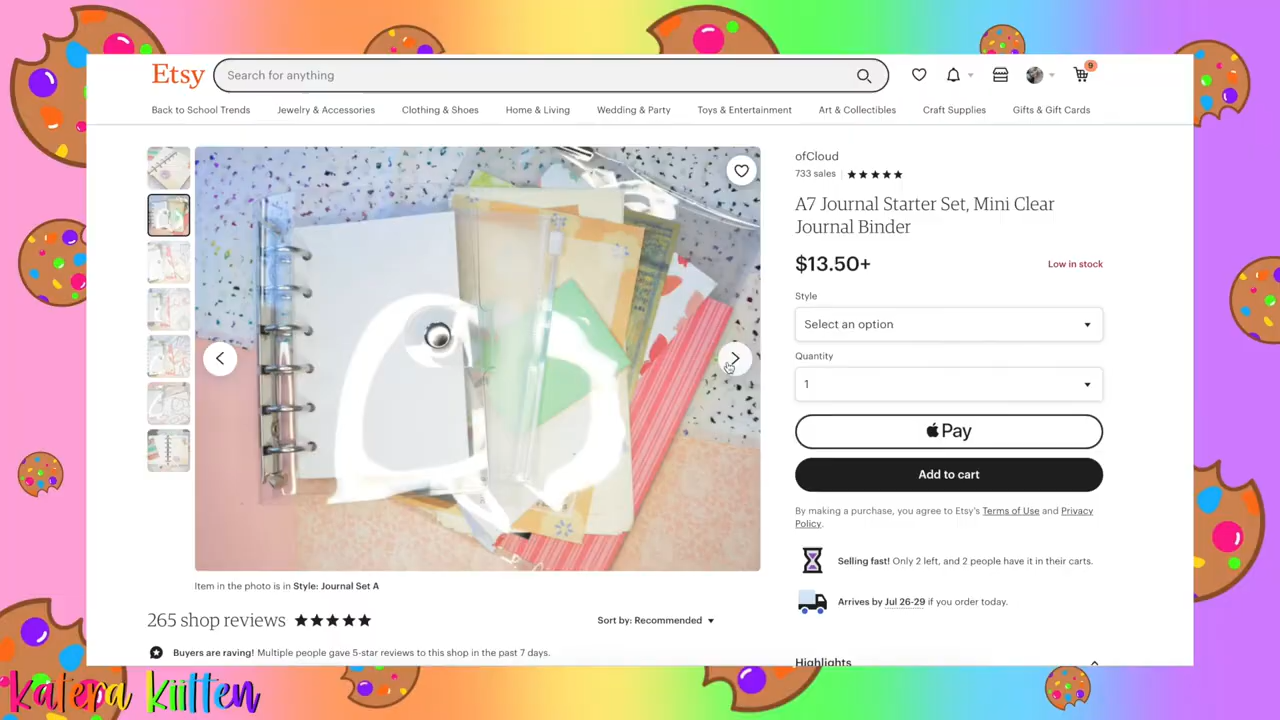 Etsy
Search for anything
9
Back to School Trends Jewelry & Accessories Clothing & Shoes Home & Living Wedding & Party Toys & Entertainment Art & Collectibles Craft Supplies Gifts & Gift Cards
ofCloud
733 sales
A7 Journal Starter Set, Mini Clear
Journal Binder
$13.50+
Low in stock
Style
Select an option
Quantity
1
Pay
Add to cart
By making a purchase, you agree to Etsy's Terms of Use and Privacy
Policy.
Selling fast! Only 2 left, and 2 people have it in their carts.
Arrives by Jul 26-29 if you order today.
Highlights
Item in the photo is in Style: Journal Set A
265 shop reviews
Sort by: Recommended
Buyers are raving! Multiple people gave 5-star reviews to this shop in the past 7 days.
katera kiitten